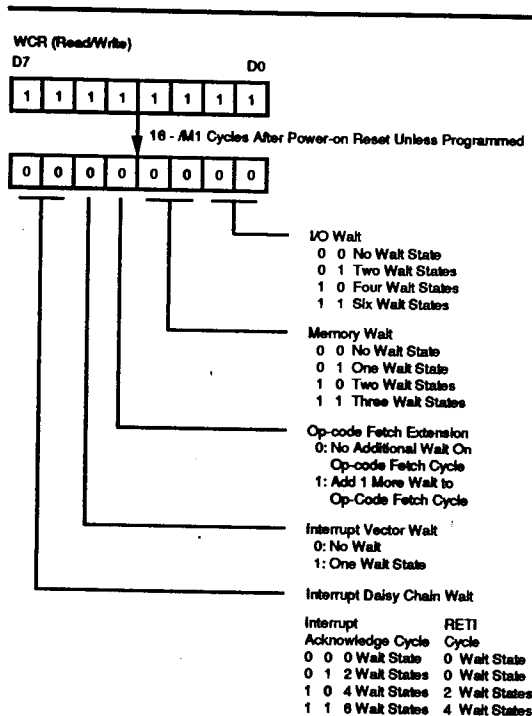 WCR (Read/Write)
D7 D0
1 1 1 1 1 1 1 1
16 - /M1 Cycles After Power-on Reset Unless Programmed
0 0 0 0 0 0 0 0
I/O Wait
0 0 No Wait State
0 1 Two Wait States
1 0 Four Wait States
1 1 Six Wait States
Memory Wait
0 0 No Wait State
0 1 One Wait State
1 0 Two Wait States
1 1 Three Wait States
Op-code Fetch Extension
0: No Additional Wait On
Op-code Fetch Cycle
1: Add 1 More Wait to
Op-Code Fetch Cycle
Interrupt Vector Wait
0: No Wait
1: One Wait State
Interrupt Daisy Chain Wait
Interrupt RETI
Acknowledge Cycle Cycle
0 0 0 Wait State 0 Wait State
0 1 2 Wait States 0 Wait State
1 0 4 Wait States 2 Wait States
1 1 6 Wait States 4 Wait States